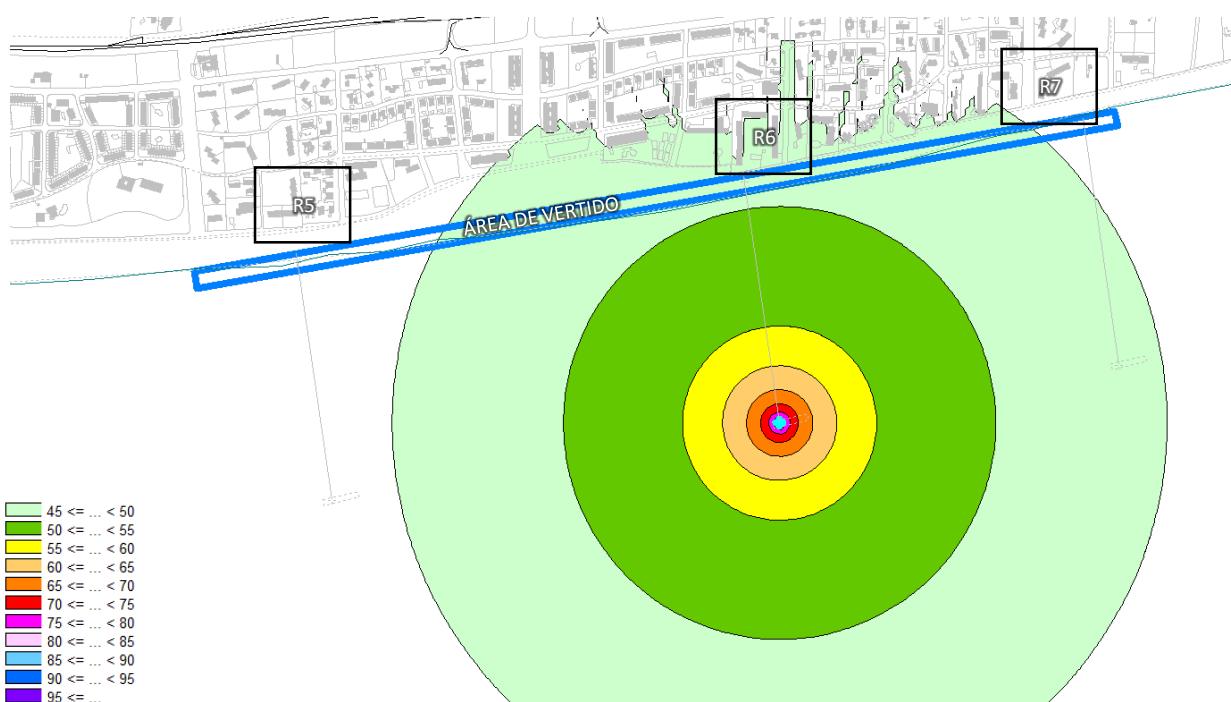 R7
R6
R5
ÁREA DE VERTIDO
45 <= ... < 50
50 <= ... < 55
55 <= ... < 60
60 <= ... < 65
65 <= ... < 70
70 <= ... < 75
75 <= ... < 80
80 <= ... < 85
85 <= ... < 90
90 <= ... < 95
95 <= ...